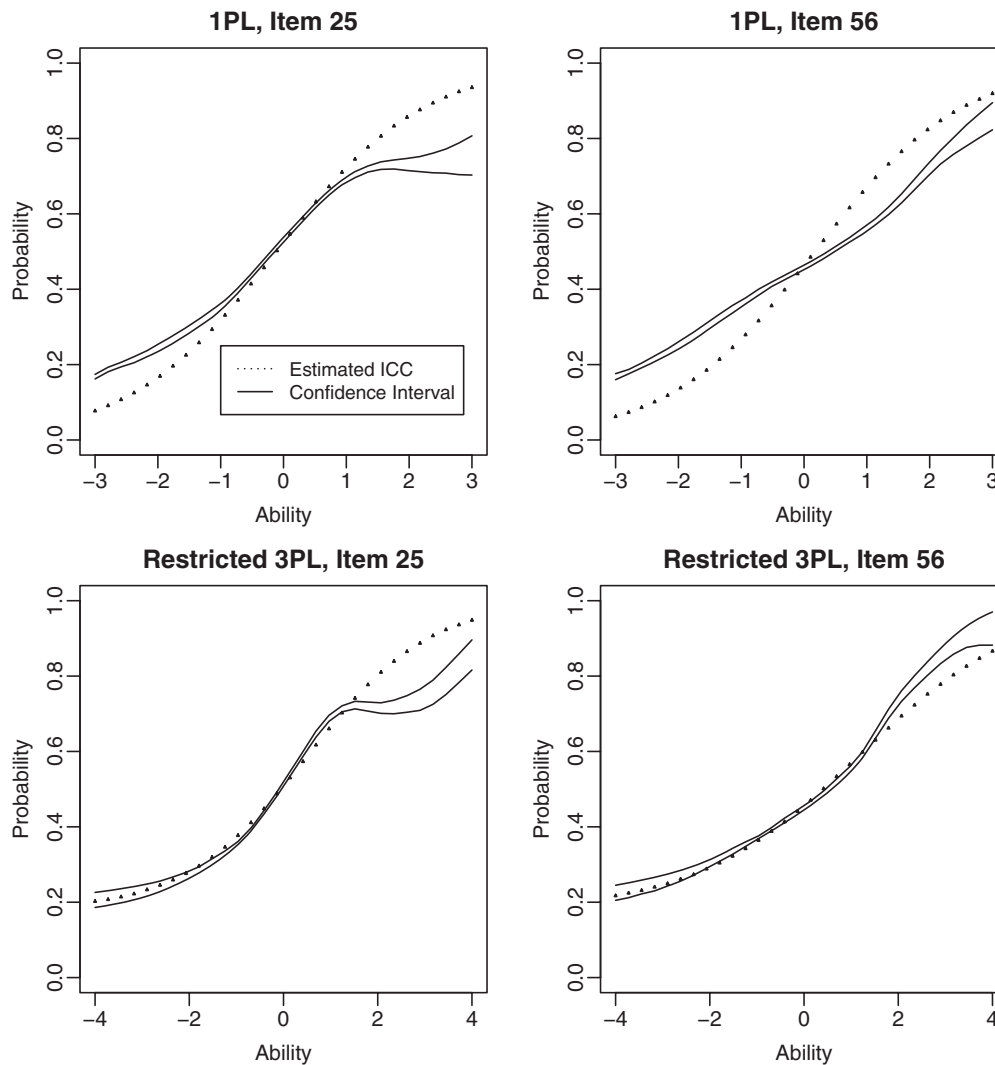 1PL, Item 25
Probability
1.0
0.8
0.6
0.4
0.2
0.0
Estimated ICC
Confidence Interval
−3 −2 −1 0 1 2 3
Ability
1PL, Item 56
Probability
1.0
0.8
0.6
0.4
0.2
0.0
−3 −2 −1 0 1 2 3
Ability
Restricted 3PL, Item 25
Probability
1.0
0.8
0.6
0.4
0.2
0.0
−4 −2 0 2 4
Ability
Restricted 3PL, Item 56
Probability
1.0
0.8
0.6
0.4
0.2
0.0
−4 −2 0 2 4
Ability